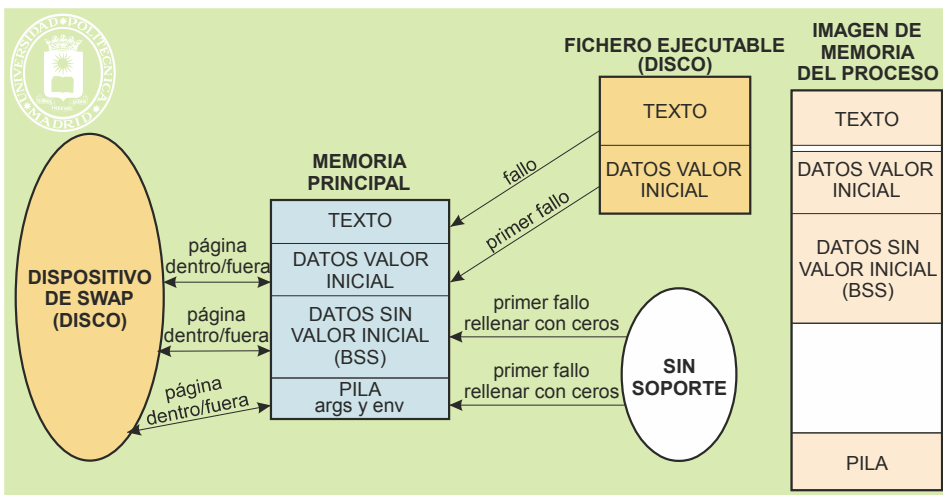 UNIVERSIDAD POLITÉCNICA
MADRID
FICHERO EJECUTABLE
(DISCO)
TEXTO
DATOS VALOR
INICIAL
IMAGEN DE
MEMORIA
DEL PROCESO
TEXTO
DATOS VALOR
INICIAL
DATOS SIN
VALOR INICIAL
(BSS)
PILA
MEMORIA
PRINCIPAL
TEXTO
DATOS VALOR
INICIAL
DATOS SIN
VALOR INICIAL
(BSS)
PILA
args y env
fallo
primer fallo
DISPOSITIVO
DE SWAP
(DISCO)
página
dentro/fuera
página
dentro/fuera
página
dentro/fuera
primer fallo
rellenar con ceros
primer fallo
rellenar con ceros
SIN
SOPORTE